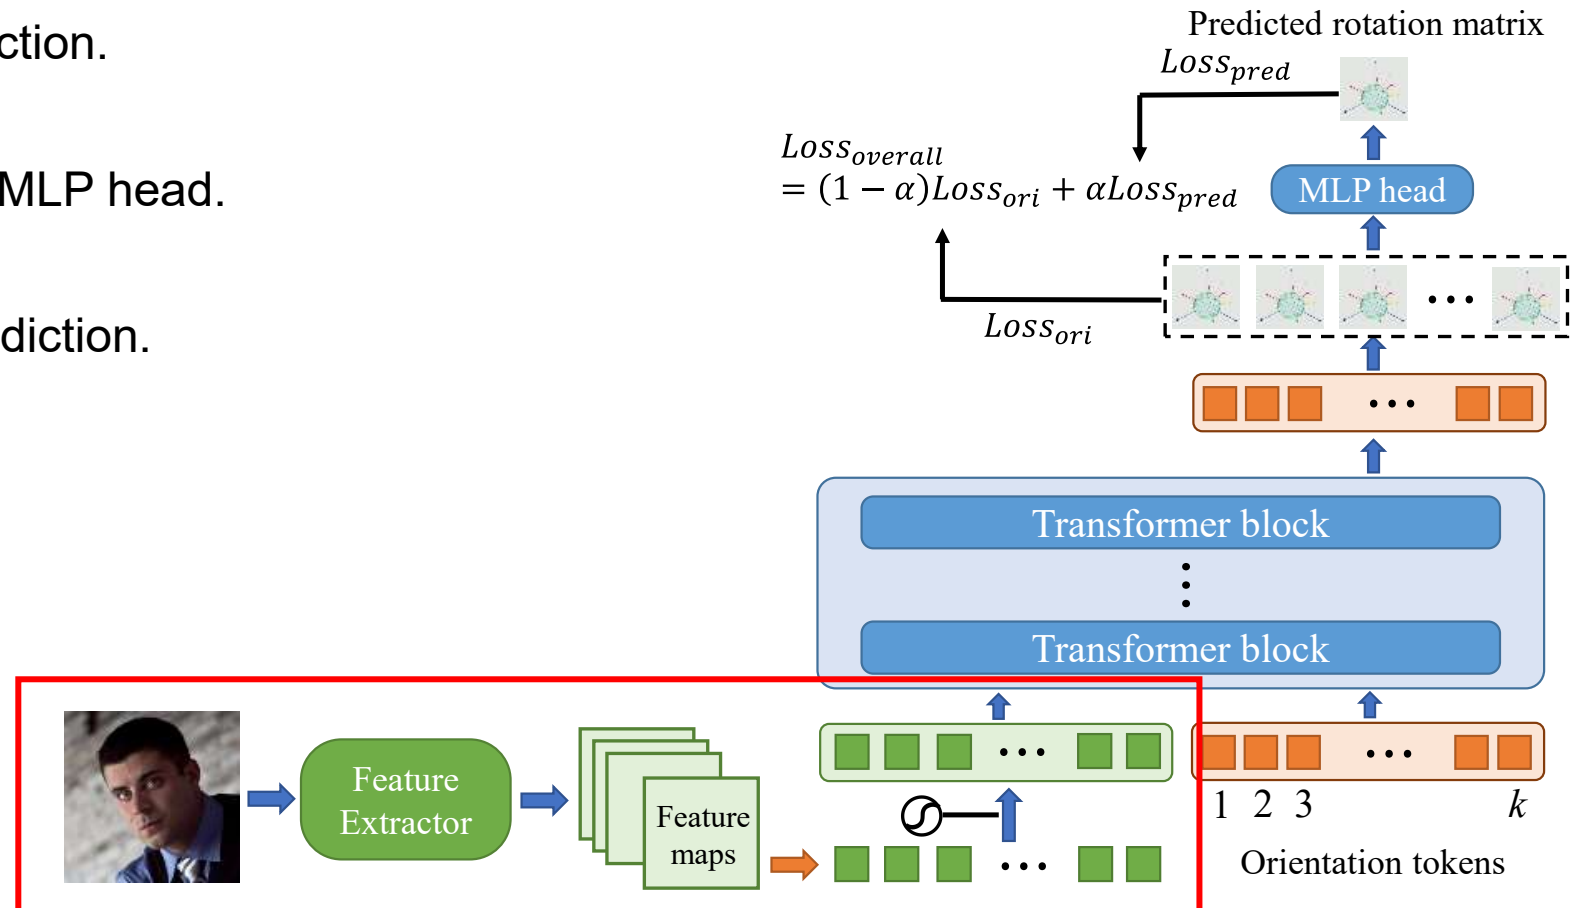 ction.
MLP head.
diction.
Predicted rotation matrix
Loss_pred
Loss_overall
= (1 − α)Loss_ori + αLoss_pred
MLP head
Loss_ori
Transformer block
Transformer block
Feature
Extractor
Feature
maps
1 2 3 k
Orientation tokens